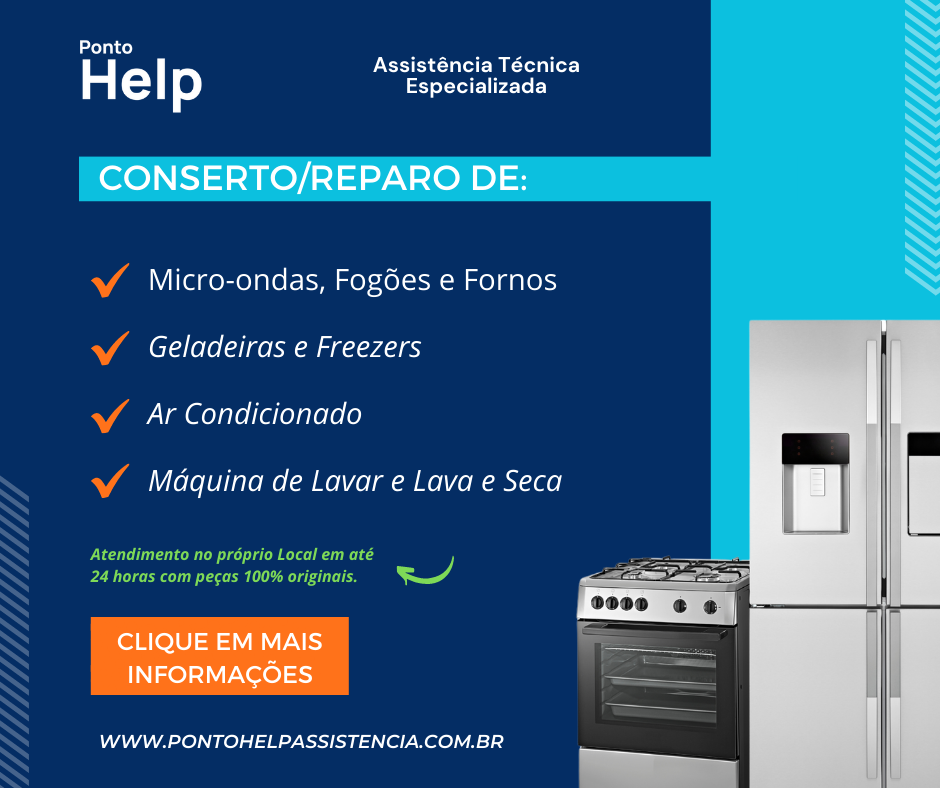 Ponto
Help
Assistência Técnica
Especializada
CONSERTO/REPARO DE:
Micro-ondas, Fogões e Fornos
Geladeiras e Freezers
Ar Condicionado
Máquina de Lavar e Lava e Seca
Atendimento no próprio Local em até
24 horas com peças 100% originais.
CLIQUE EM MAIS
INFORMAÇÕES
WWW.PONTOHELPASSISTENCIA.COM.BR